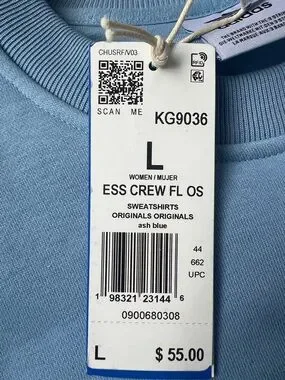 CHUSRF/V03
RFID
SCAN ME
KG9036
L
WOMEN / MUJER
ESS CREW FL OS
SWEATSHIRTS
ORIGINALS ORIGINALS
ash blue
44
662
UPC
1 98321 23144 6
0900680308
L $ 55.00